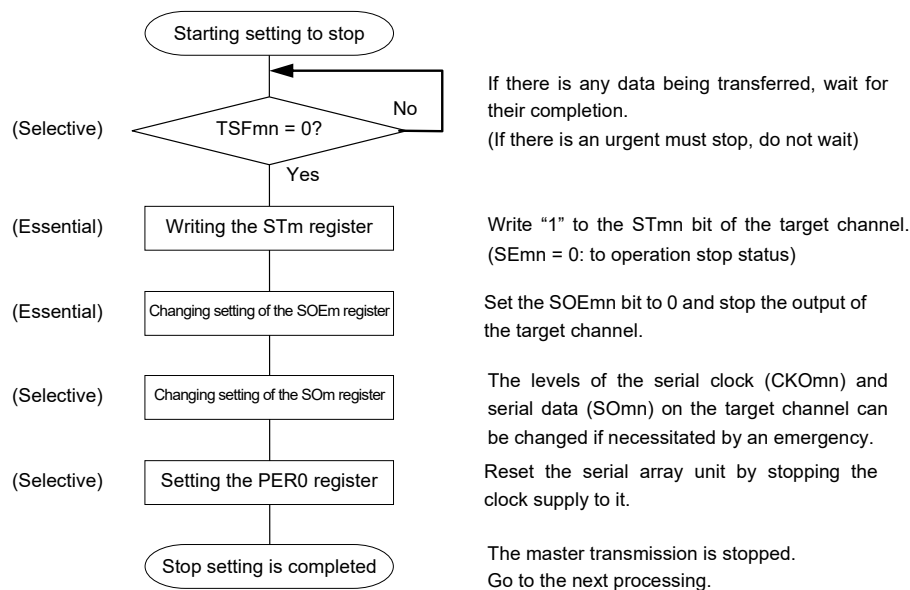 Starting setting to stop
(Selective)
TSFmn = 0?
No
Yes
If there is any data being transferred, wait for
their completion.
(If there is an urgent must stop, do not wait)
(Essential)
Writing the STm register
Write “1” to the STmn bit of the target channel.
(SEmn = 0: to operation stop status)
(Essential)
Changing setting of the SOEm register
Set the SOEmn bit to 0 and stop the output of
the target channel.
(Selective)
Changing setting of the SOm register
The levels of the serial clock (CKOmn) and
serial data (SOmn) on the target channel can
be changed if necessitated by an emergency.
(Selective)
Setting the PER0 register
Reset the serial array unit by stopping the
clock supply to it.
Stop setting is completed
The master transmission is stopped.
Go to the next processing.